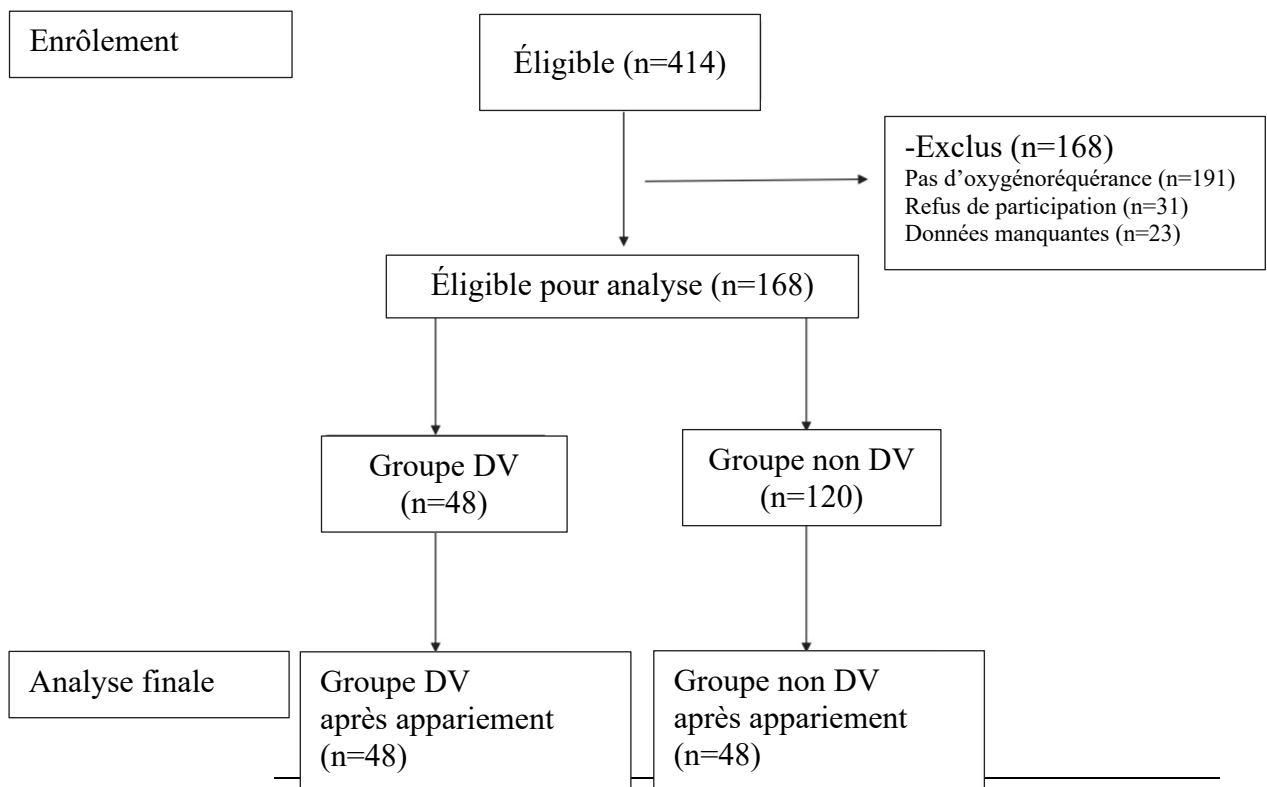 Enrôlement
Éligible (n=414)
-Exclus (n=168)
Pas d’oxygénoréquérance (n=191)
Refus de participation (n=31)
Données manquantes (n=23)
Éligible pour analyse (n=168)
Groupe DV
(n=48)
Groupe non DV
(n=120)
Analyse finale
Groupe DV
après appariement
(n=48)
Groupe non DV
après appariement
(n=48)